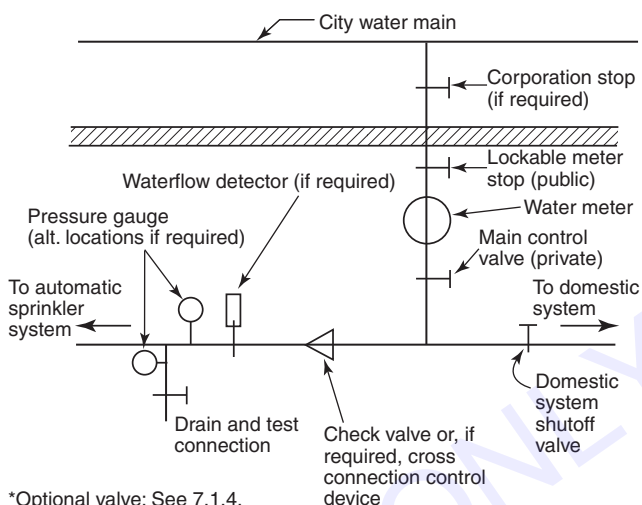 City water main
Corporation stop
(if required)
Lockable meter
stop (public)
Waterflow detector (if required)
Water meter
Pressure gauge
(alt. locations if required)
Main control
valve (private)
To automatic
sprinkler
system
To domestic
system
Drain and test
connection
Check valve or, if
required, cross
connection control
device
Domestic
system
shutoff
valve
*Optional valve: See 7.1.4.
ONLY